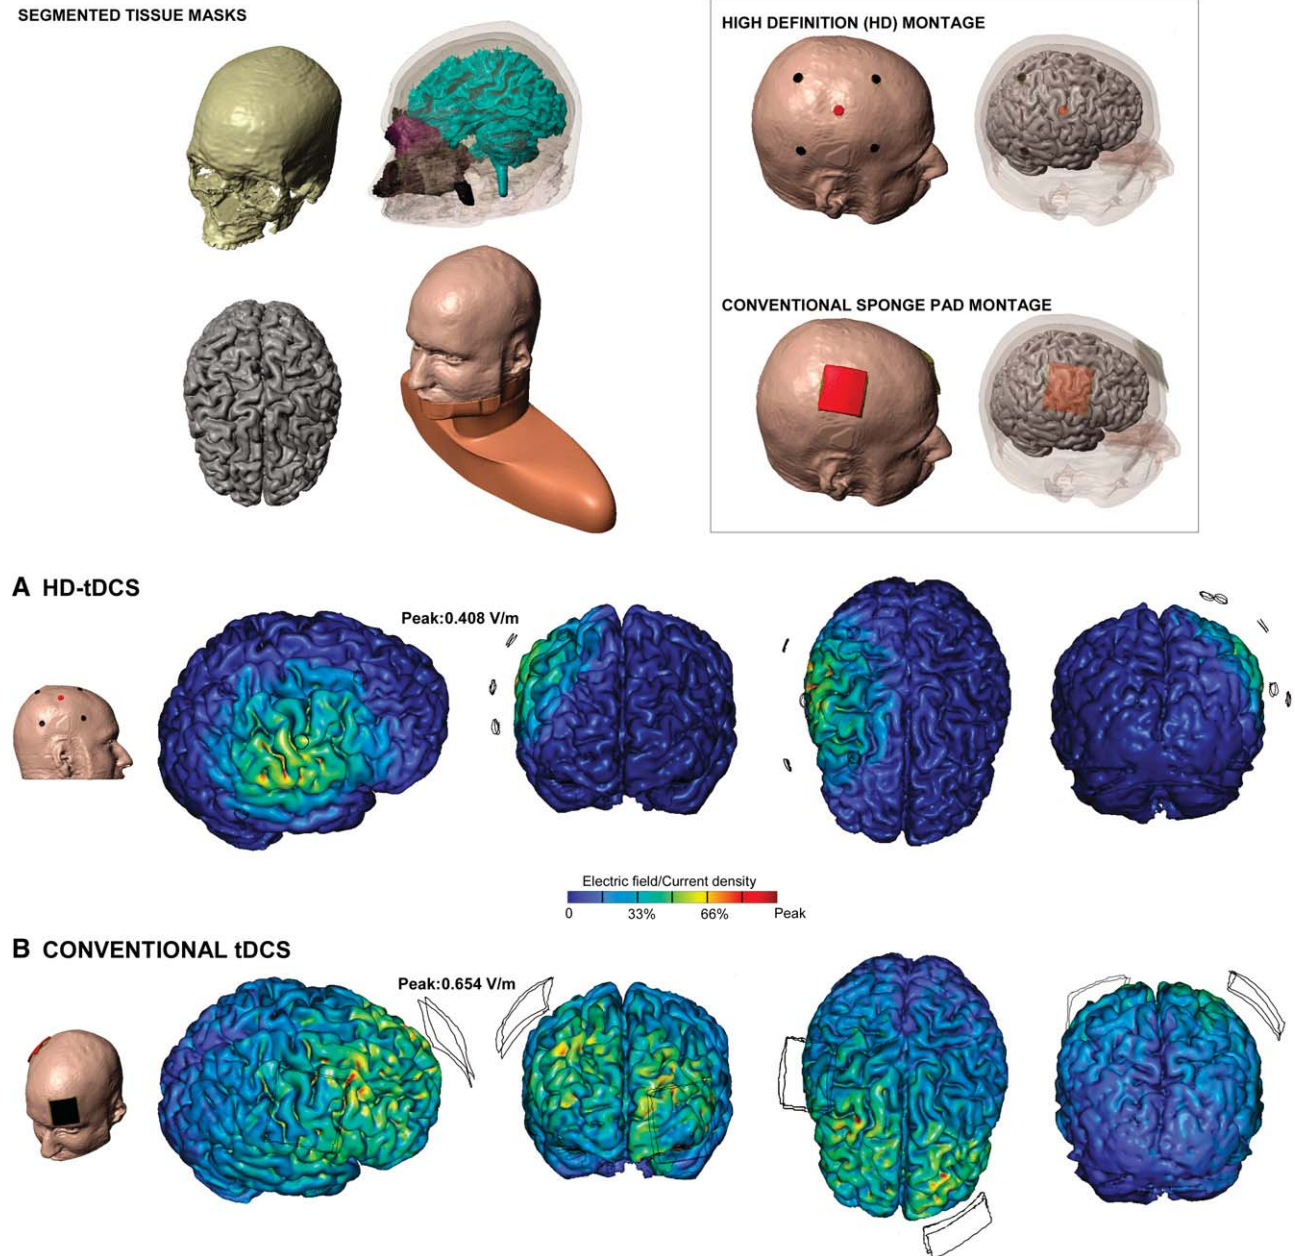 SEGMENTED TISSUE MASKS
HIGH DEFINITION (HD) MONTAGE
CONVENTIONAL SPONGE PAD MONTAGE
A HD-tDCS
Peak:0.408 V/m
Electric field/Current density
0 33% 66% Peak
B CONVENTIONAL tDCS
Peak:0.654 V/m